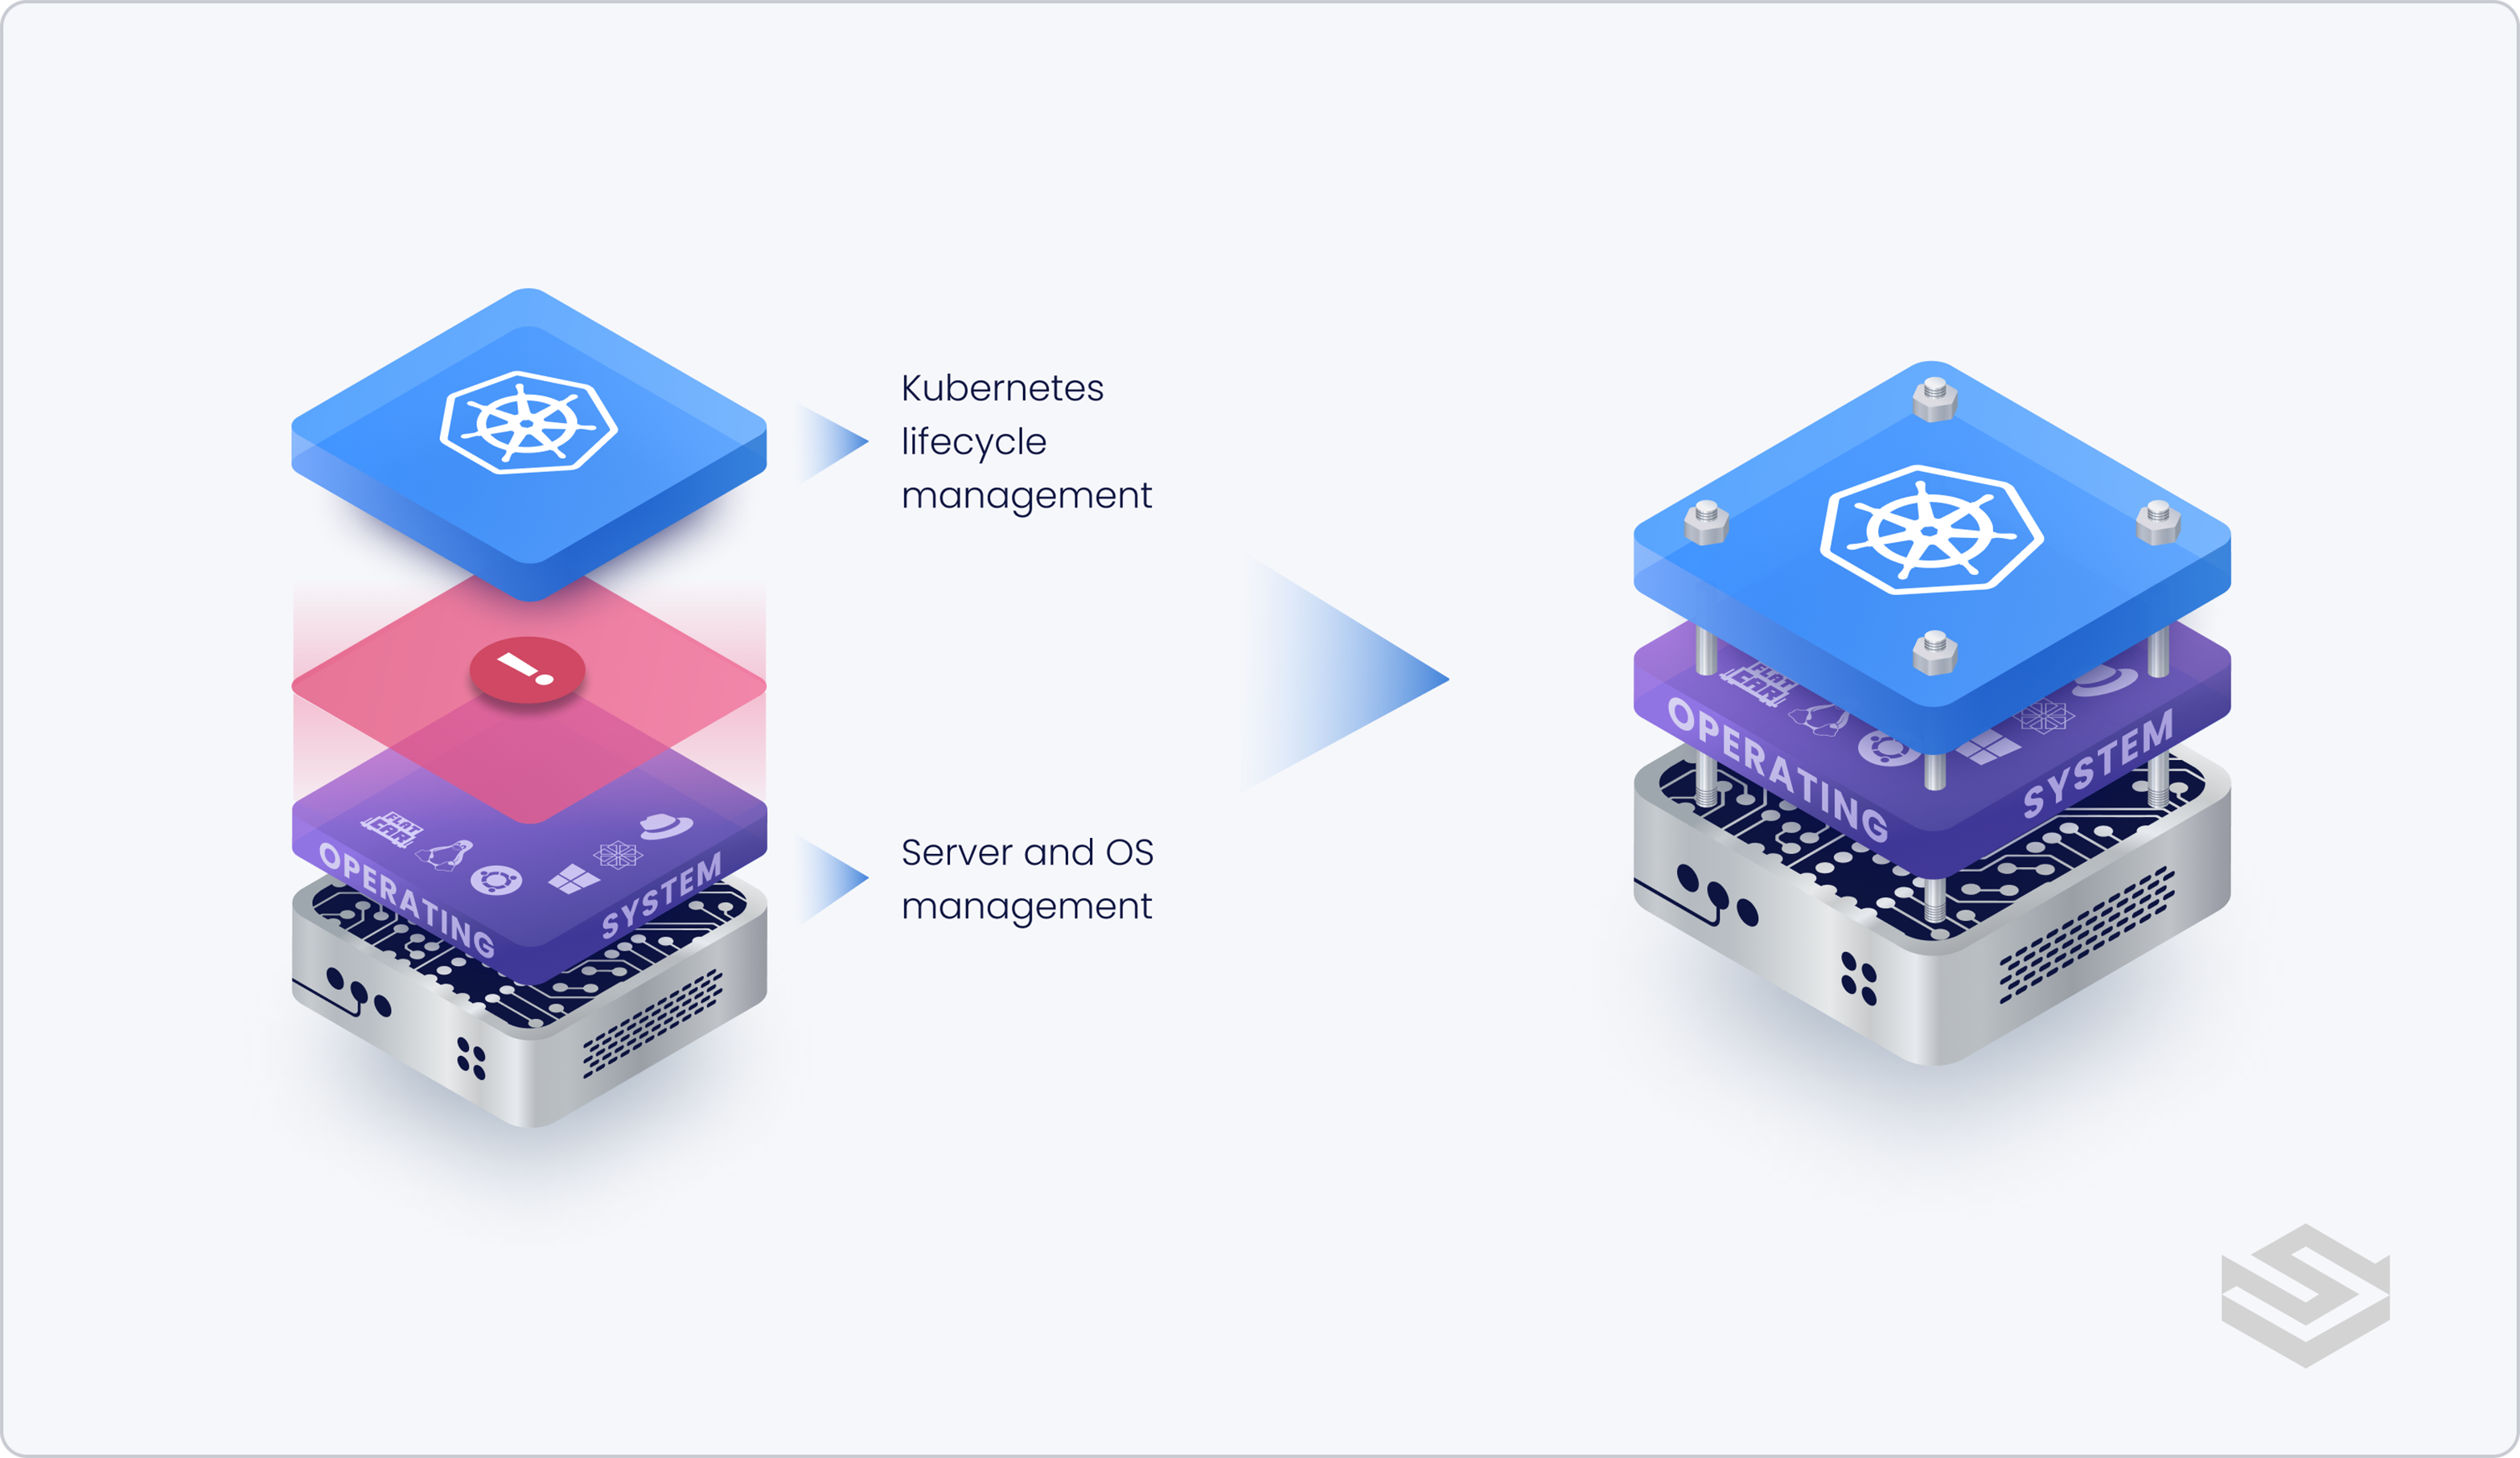 Kubernetes
lifecycle
management
FLAT
CAR
OPERATING
SYSTEM
Server and OS
management
FLAT
CAR
OPERATING
SYSTEM